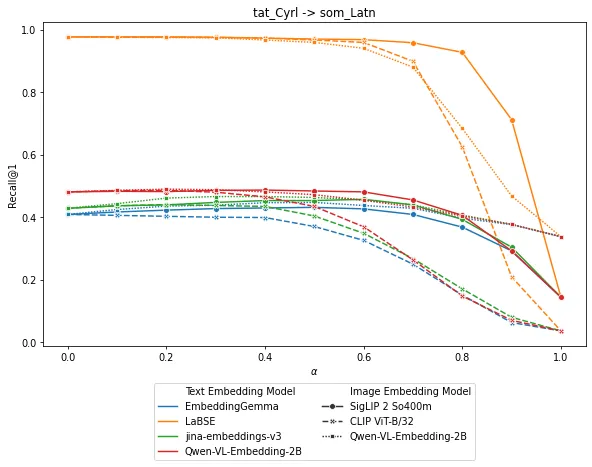 tat_Cyrl -> som_Latn
Recall@1
1.0
0.8
0.6
0.4
0.2
0.0
0.0 0.2 0.4 0.6 0.8 1.0
α
Text Embedding Model
EmbeddingGemma
LaBSE
jina-embeddings-v3
Qwen-VL-Embedding-2B
Image Embedding Model
SigLIP 2 So400m
CLIP ViT-B/32
Qwen-VL-Embedding-2B